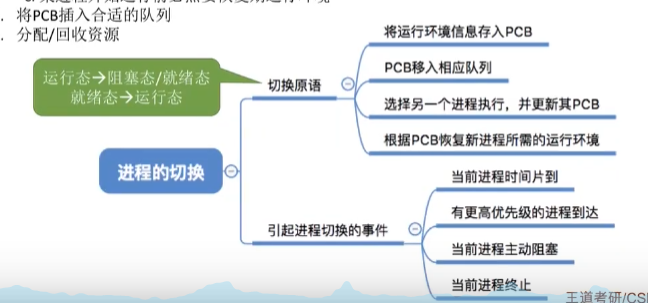 . 将PCB插入合适的队列
. 分配/回收资源
运行态→阻塞态/就绪态
就绪态→运行态
进程的切换
切换原语
将运行环境信息存入PCB
PCB移入相应队列
选择另一个进程执行，并更新其PCB
根据PCB恢复新进程所需的运行环境
引起进程切换的事件
当前进程时间片到
有更高优先级的进程到达
当前进程主动阻塞
当前进程终止
王道考研/CS